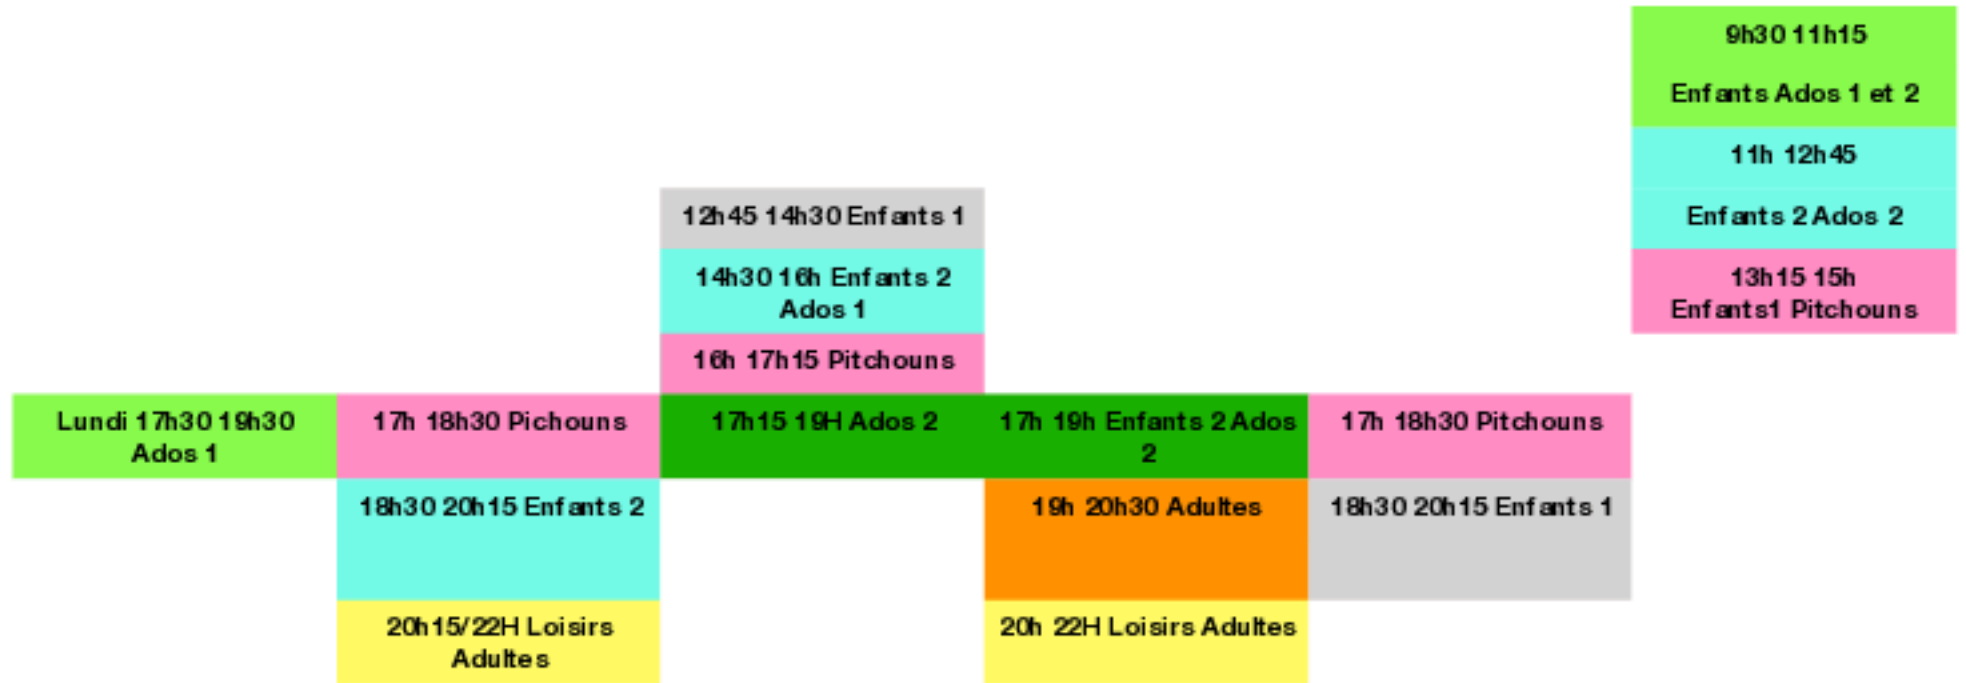 9h30 11h15
Enfants Ados 1 et 2
11h 12h45
12h45 14h30 Enfants 1
Enfants 2 Ados 2
14h30 16h Enfants 2
Ados 1
13h15 15h
Enfants1 Pitchouns
16h 17h15 Pitchouns
Lundi 17h30 19h30
Ados 1
17h 18h30 Pichouns
17h15 19H Ados 2
17h 19h Enfants 2 Ados
2
17h 18h30 Pitchouns
18h30 20h15 Enfants 2
19h 20h30 Adultes
18h30 20h15 Enfants 1
20h15/22H Loisirs
Adultes
20h 22H Loisirs Adultes